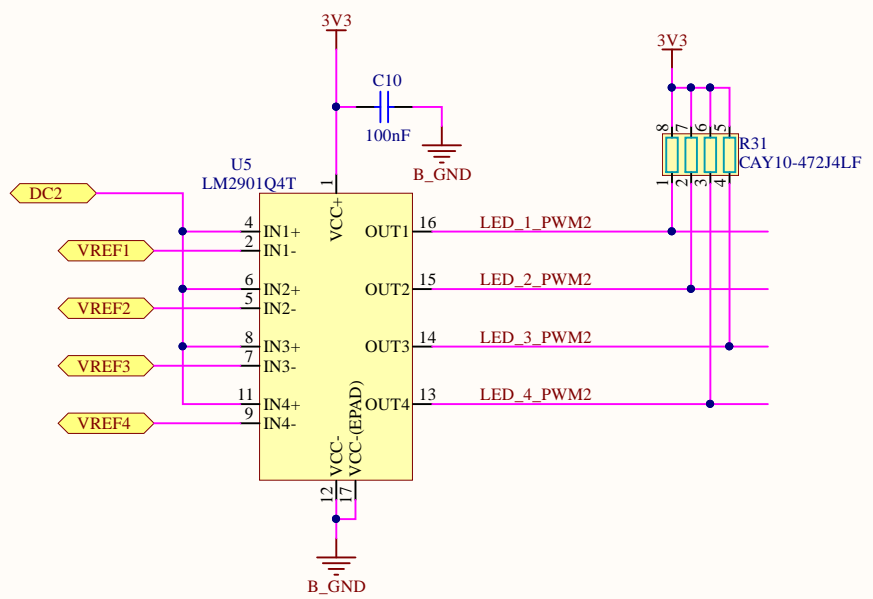 3V3
3V3
C10
100nF
B_GND
8
7
6
5
R31
CAY10-472J4LF
1
2
3
4
U5
LM2901Q4T
1
VCC+
DC2
4
IN1+
OUT1
16
LED_1_PWM2
VREF1
2
IN1-
6
IN2+
OUT2
15
LED_2_PWM2
VREF2
5
IN2-
8
IN3+
OUT3
14
LED_3_PWM2
VREF3
7
IN3-
11
IN4+
OUT4
13
LED_4_PWM2
VREF4
9
IN4-
VCC-
VCC-(EPAD)
12
17
B_GND